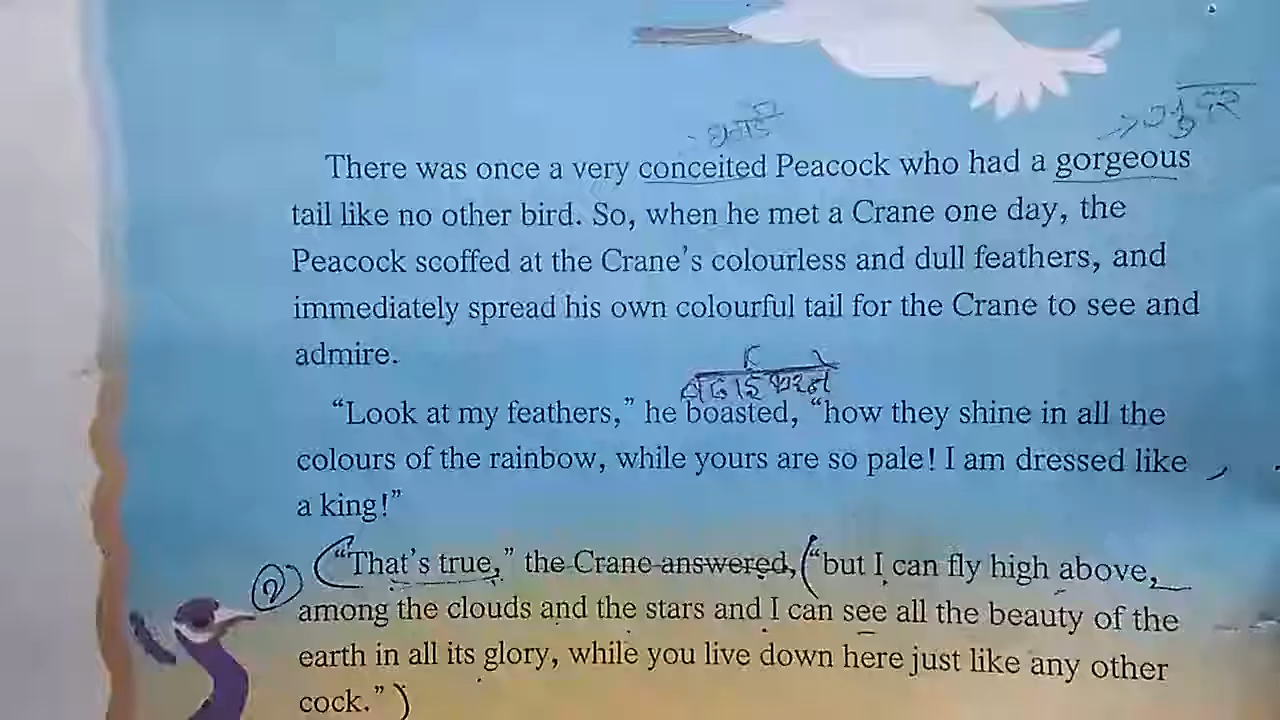 घमंडी
सुन्दर
There was once a very conceited Peacock who had a gorgeous
tail like no other bird. So, when he met a Crane one day, the
Peacock scoffed at the Crane's colourless and dull feathers, and
immediately spread his own colourful tail for the Crane to see and
admire.
“Look at my feathers,” he boasted, “how they shine in all the
colours of the rainbow, while yours are so pale! I am dressed like
a king!”
“That's true,” the Crane answered, “but I can fly high above,
among the clouds and the stars and I can see all the beauty of the
earth in all its glory, while you live down here just like any other
cock.”